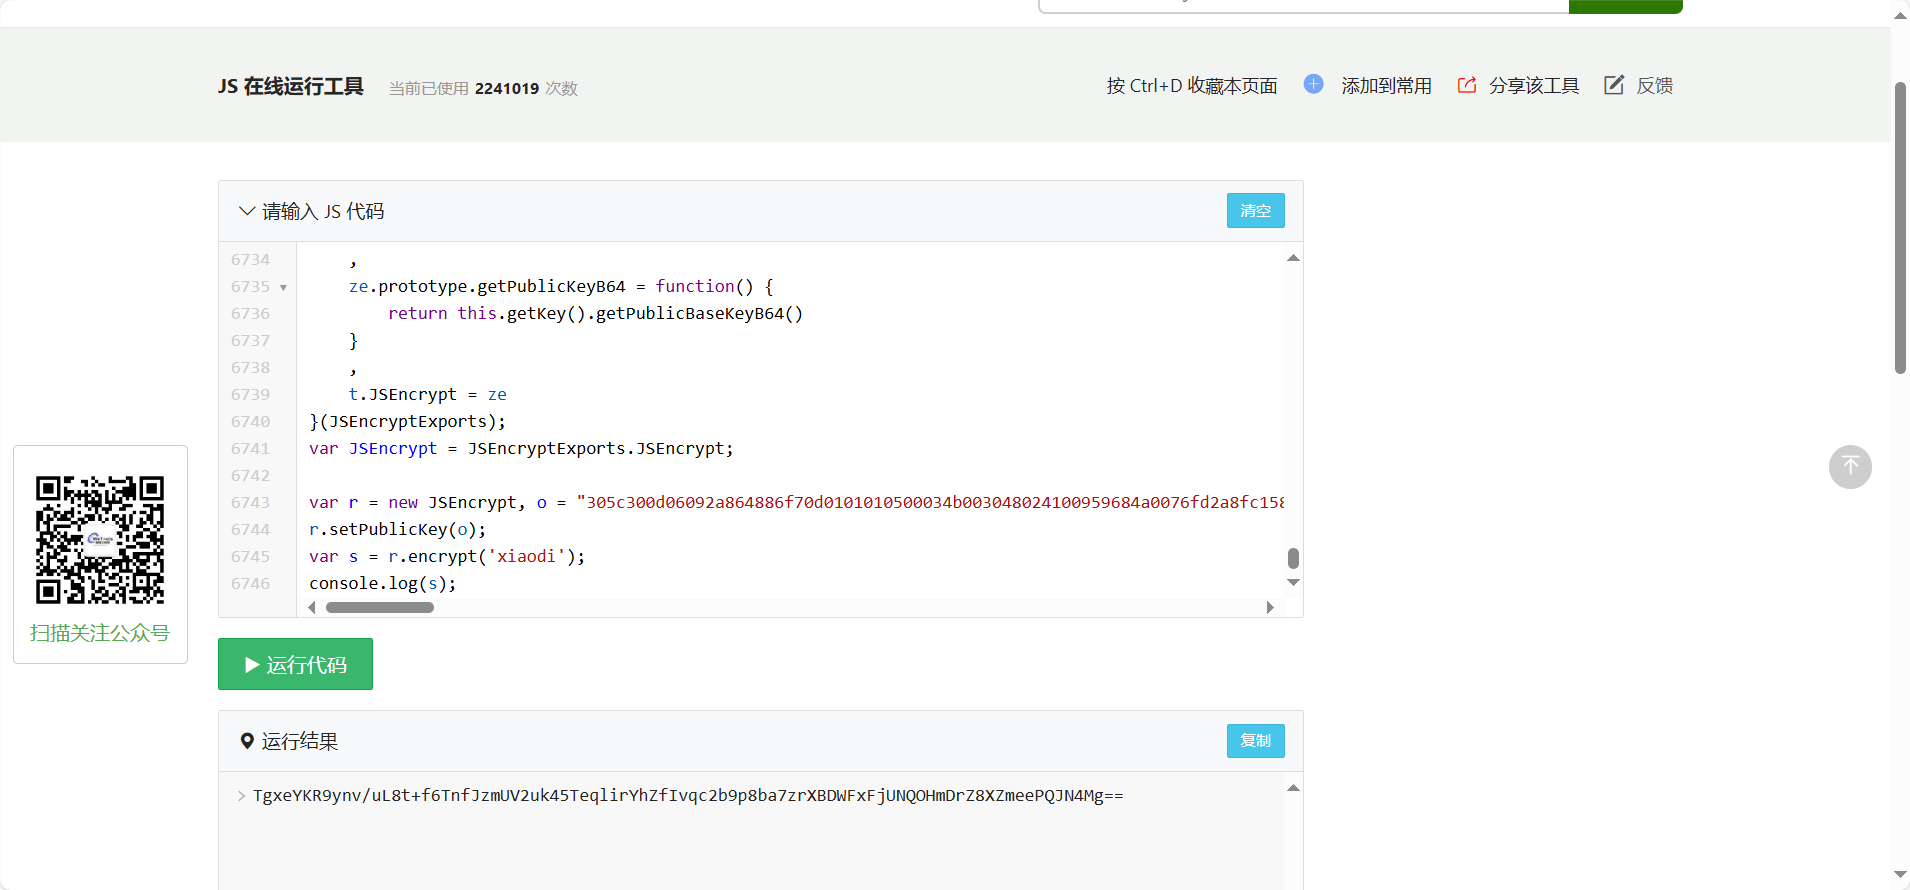 JS 在线运行工具 当前已使用 2241019 次数 按 Ctrl+D 收藏本页面 添加到常用 分享该工具 反馈
请输入 JS 代码 清空
6734 ,
6735 ze.prototype.getPublicKeyB64 = function() {
6736 return this.getKey().getPublicBaseKeyB64()
6737 }
6738 ,
6739 t.JSEncrypt = ze
6740 }(JSEncryptExports);
6741 var JSEncrypt = JSEncryptExports.JSEncrypt;
6742
6743 var r = new JSEncrypt, o = "305c300d06092a864886f70d0101010500034b003048024100959684a0076fd2a8fc158
6744 r.setPublicKey(o);
6745 var s = r.encrypt('xiaodi');
6746 console.log(s);
扫描关注公众号
运行代码
运行结果 复制
> TgxeYKR9ynv/uL8t+f6TnfJzmUV2uk45TeqlirYhZfIvqc2b9p8ba7zrXBDWFxFjUNQOHmDrZ8XZmeePQJN4Mg==